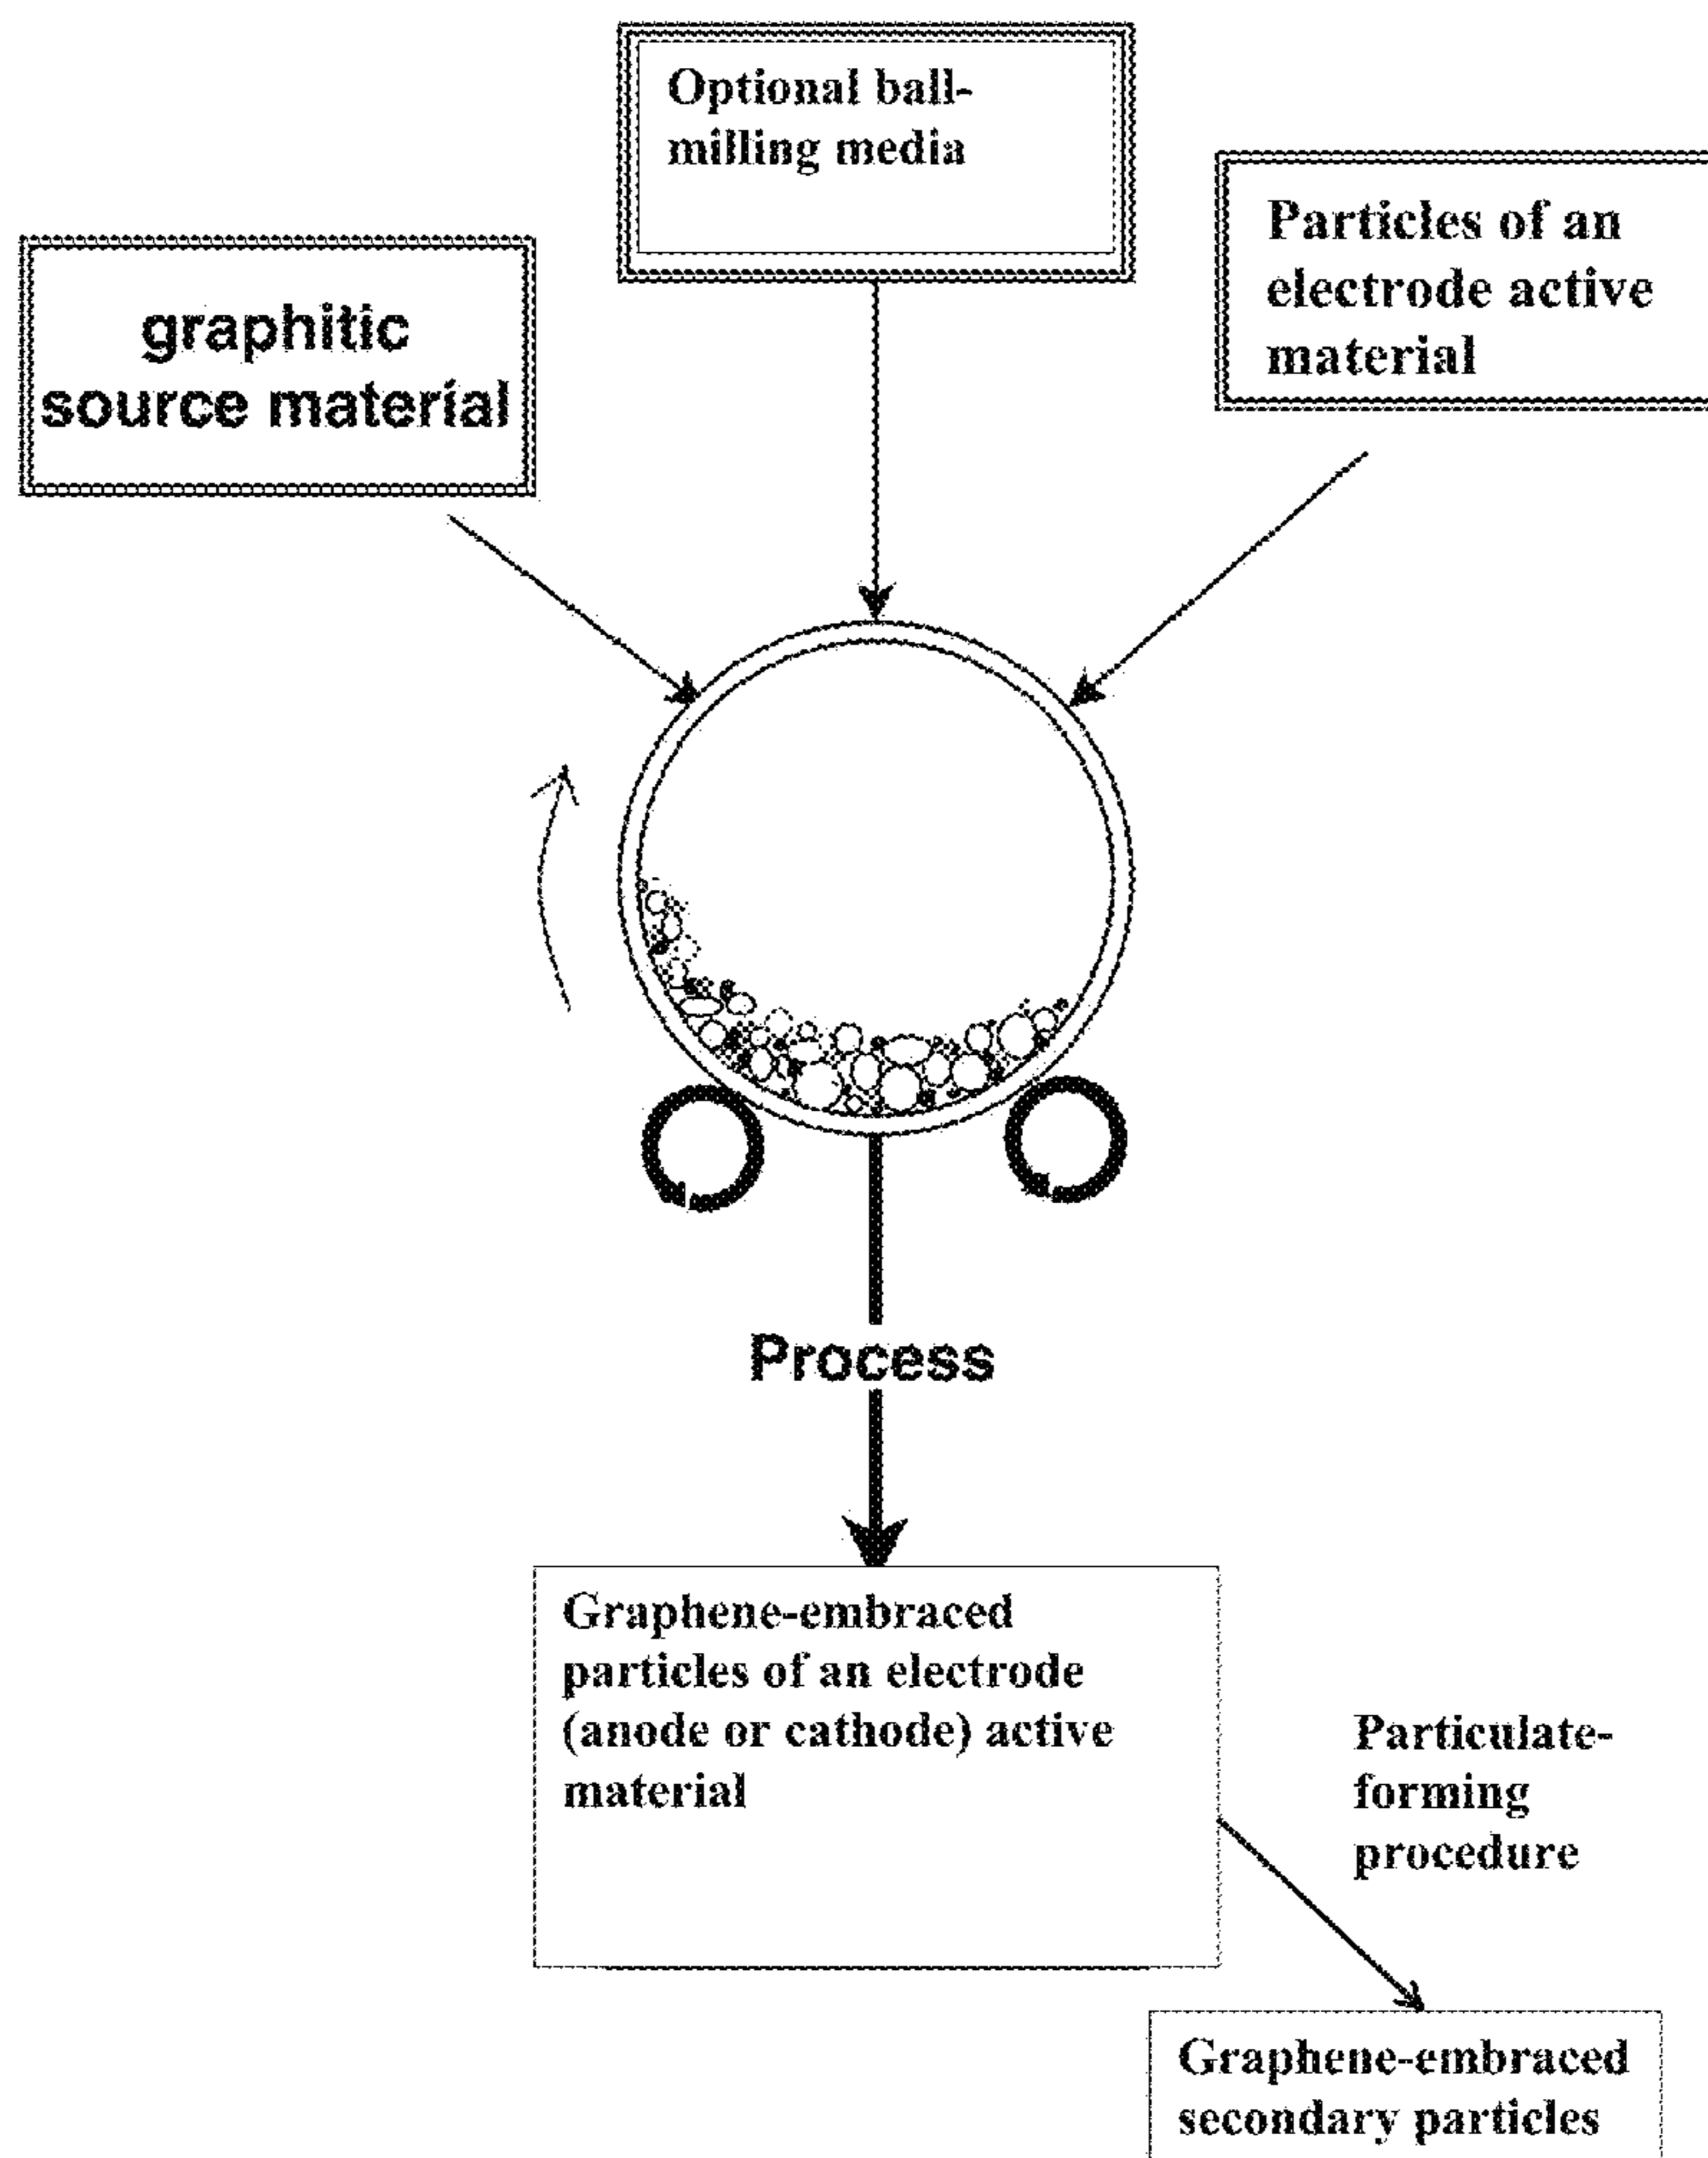 Optional ball-
milling media
Particles of an
electrode active
material
graphitic
source material
Process
Graphene-embraced
particles of an electrode
(anode or cathode) active
material
Particulate-
forming
procedure
Graphene-embraced
secondary particles